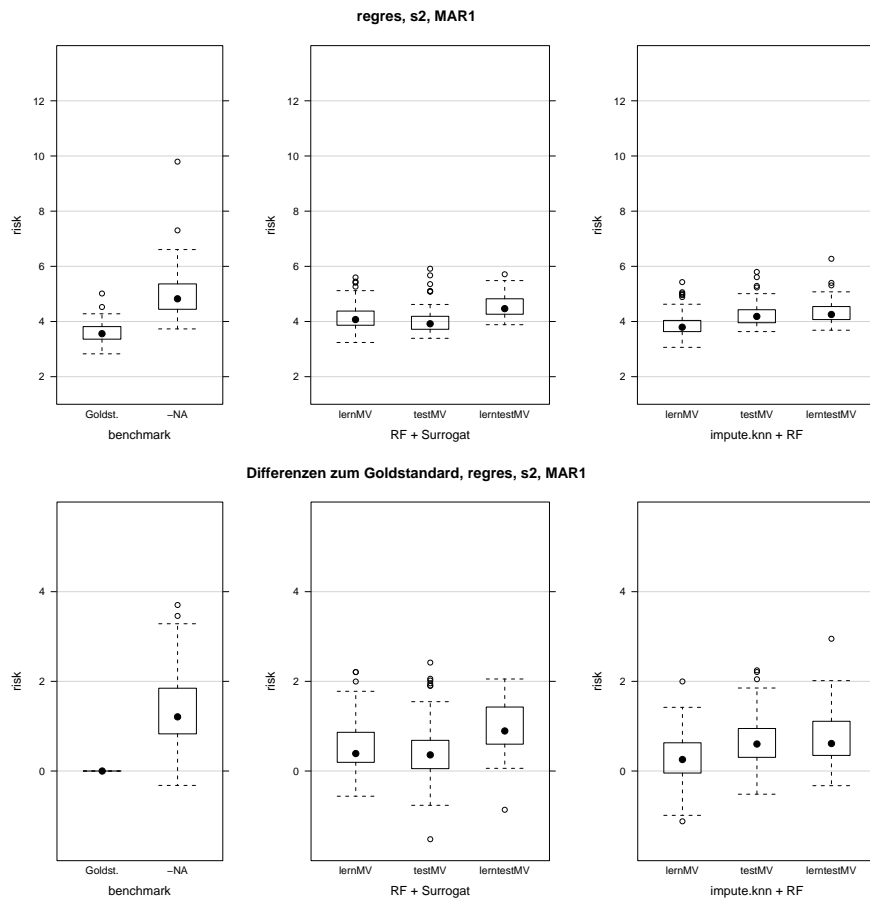 regres, s2, MAR1
risk
12
10
8
6
4
2
Goldst.
−NA
benchmark
risk
12
10
8
6
4
2
lernMV
testMV
lerntestMV
RF + Surrogat
risk
12
10
8
6
4
2
lernMV
testMV
lerntestMV
impute.knn + RF
Differenzen zum Goldstandard, regres, s2, MAR1
risk
4
2
0
Goldst.
−NA
benchmark
risk
4
2
0
lernMV
testMV
lerntestMV
RF + Surrogat
risk
4
2
0
lernMV
testMV
lerntestMV
impute.knn + RF